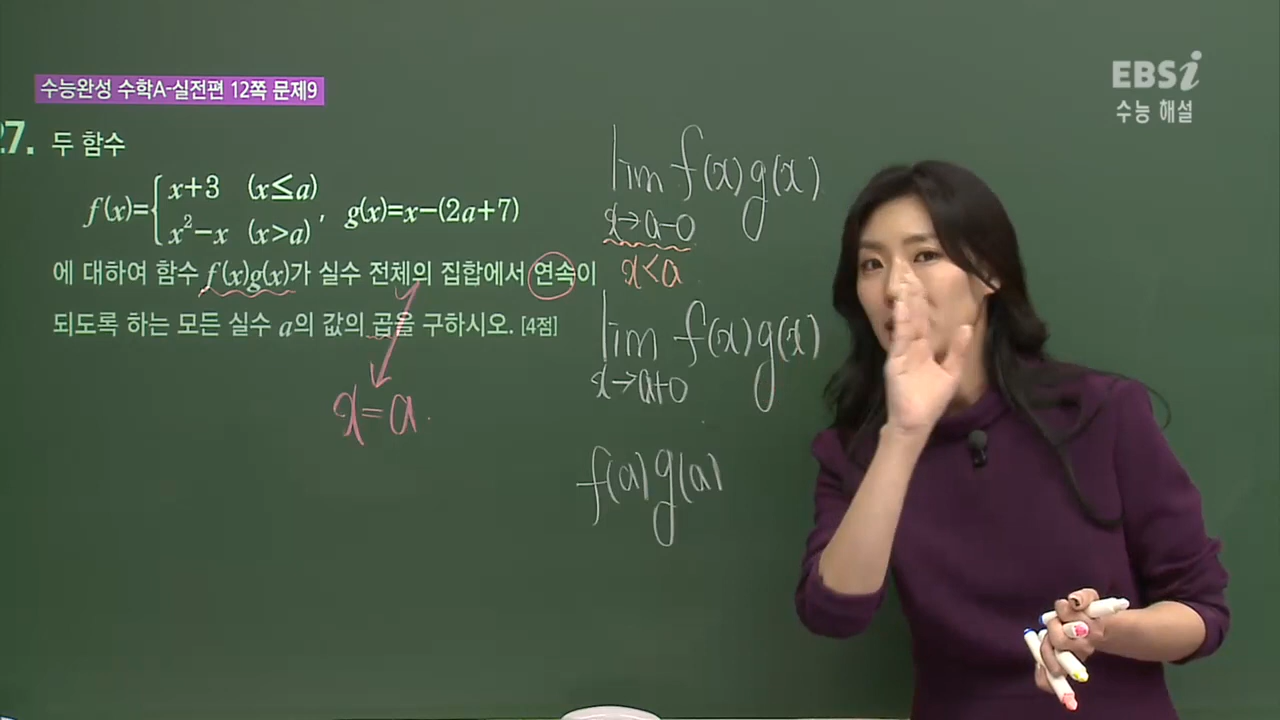 수능완성 수학A-실전편 12쪽 문제9
EBSi
수능 해설
27. 두 함수
f(x)={x+3 (x≤a)
x²-x (x>a), g(x)=x-(2a+7)
에 대하여 함수 f(x)g(x)가 실수 전체의 집합에서 연속이
되도록 하는 모든 실수 a의 값의 곱을 구하시오. [4점]
x=a.
lim f(x)g(x)
x→a-0
x<a
lim f(x)g(x)
x→a+0
f(a)g(a)